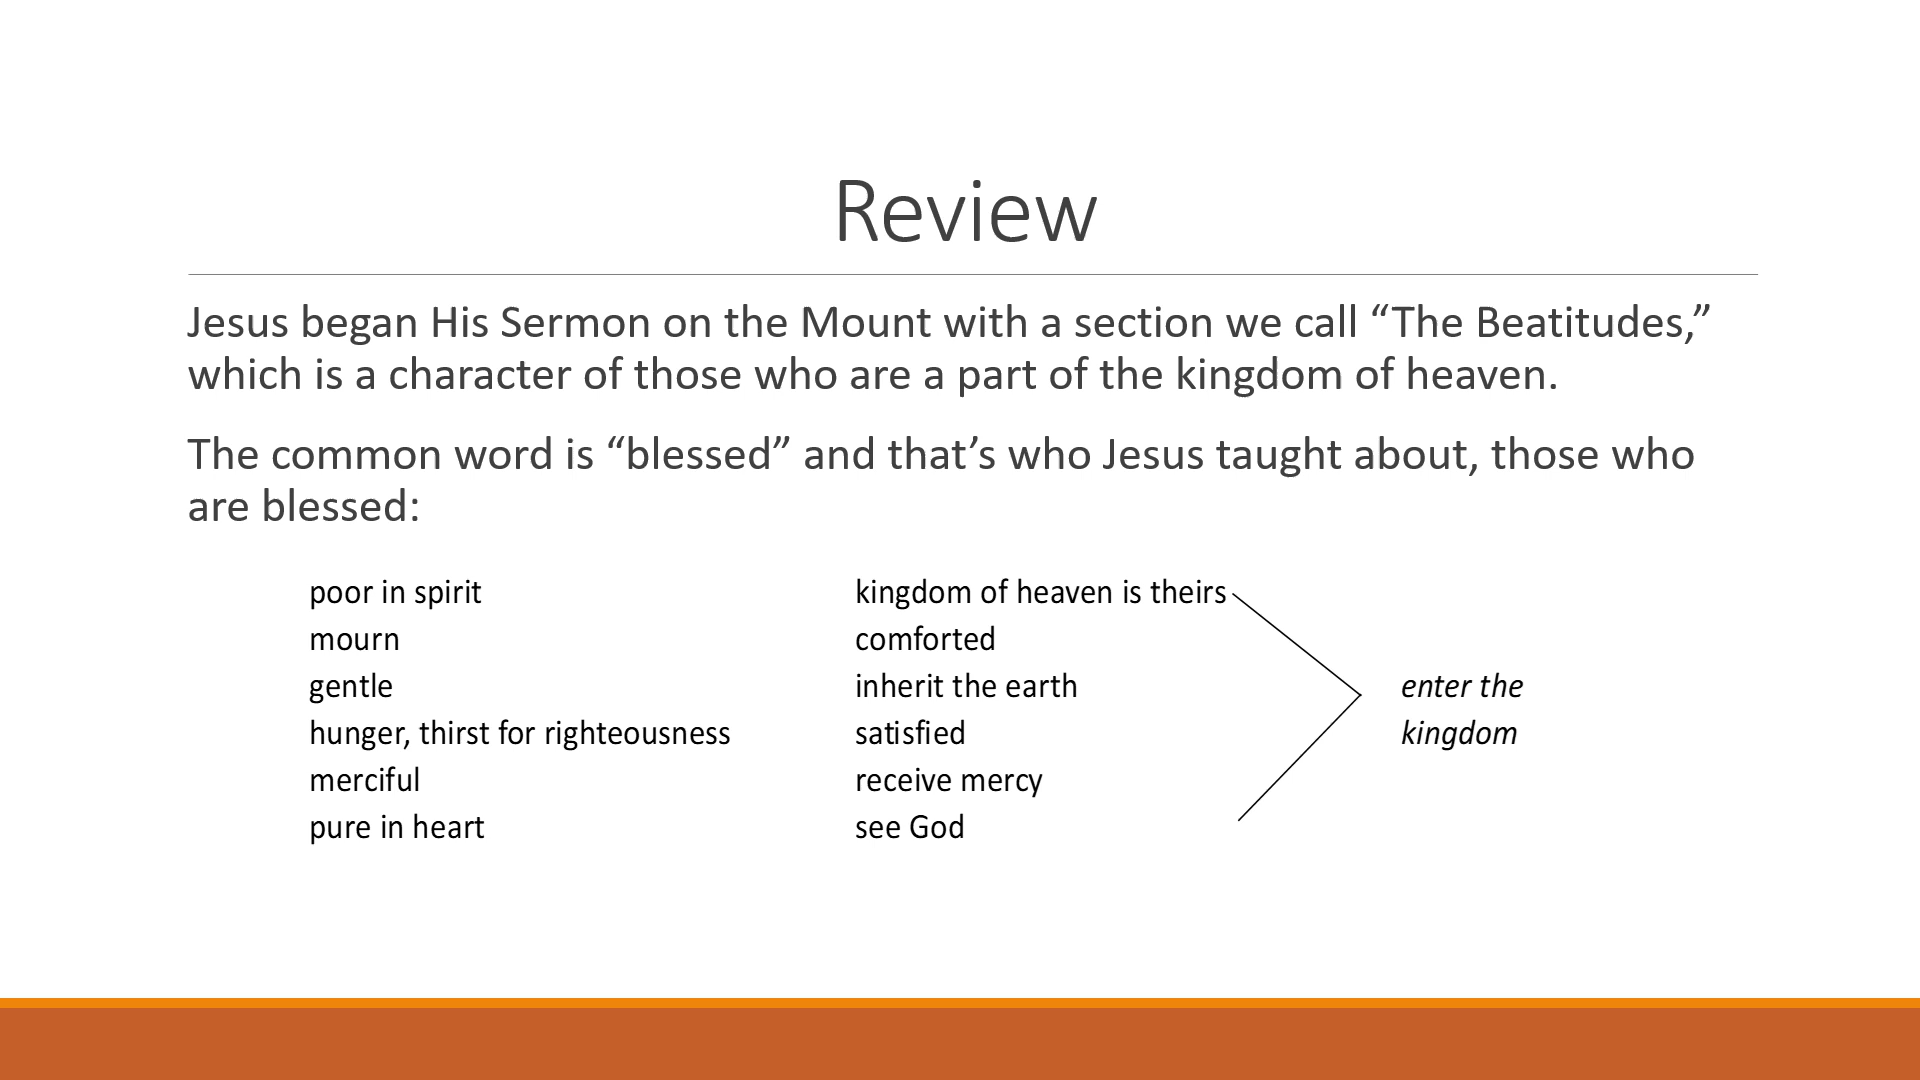 Review
Jesus began His Sermon on the Mount with a section we call “The Beatitudes,”
which is a character of those who are a part of the kingdom of heaven.
The common word is “blessed” and that’s who Jesus taught about, those who
are blessed:
poor in spirit
mourn
gentle
hunger, thirst for righteousness
merciful
pure in heart
kingdom of heaven is theirs
comforted
inherit the earth
satisfied
receive mercy
see God
enter the
kingdom